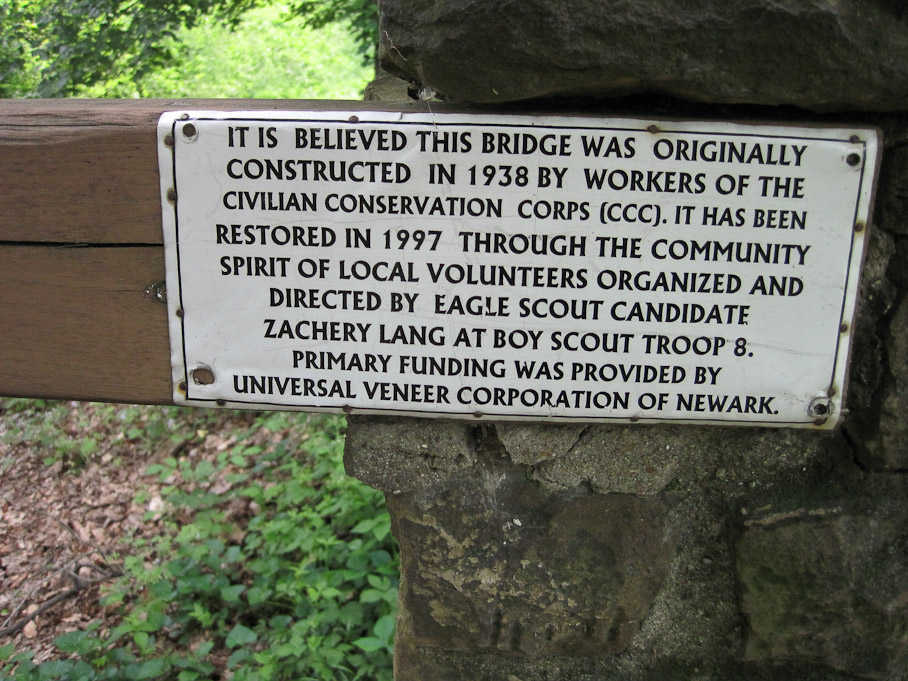 IT IS BELIEVED THIS BRIDGE WAS ORIGINALLY
CONSTRUCTED IN 1938 BY WORKERS OF THE
CIVILIAN CONSERVATION CORPS (CCC). IT HAS BEEN
RESTORED IN 1997 THROUGH THE COMMUNITY
SPIRIT OF LOCAL VOLUNTEERS ORGANIZED AND
DIRECTED BY EAGLE SCOUT CANDIDATE
ZACHERY LANG AT BOY SCOUT TROOP 8.
PRIMARY FUNDING WAS PROVIDED BY
UNIVERSAL VENEER CORPORATION OF NEWARK.